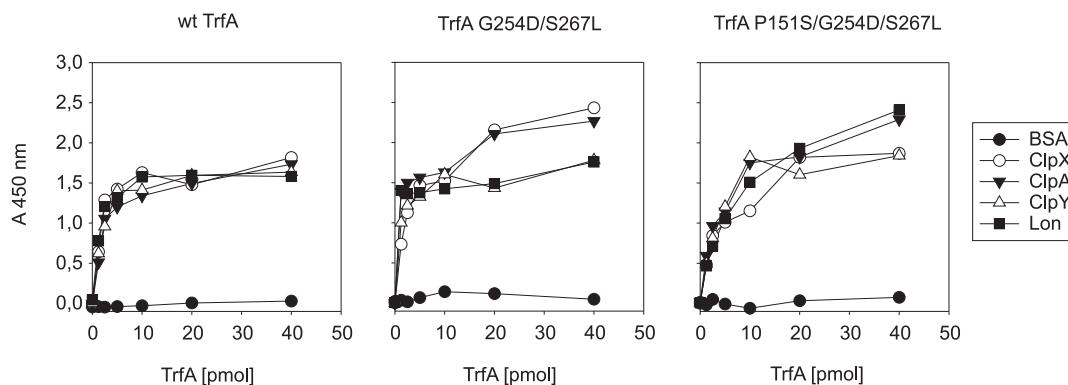 wt TrfA
TrfA G254D/S267L
TrfA P151S/G254D/S267L
A 450 nm
3,0
2,5
2,0
1,5
1,0
0,5
0,0
0 10 20 30 40 50
0 10 20 30 40 50
0 10 20 30 40 50
TrfA [pmol]
TrfA [pmol]
TrfA [pmol]
BSA
ClpX
ClpA
ClpY
Lon